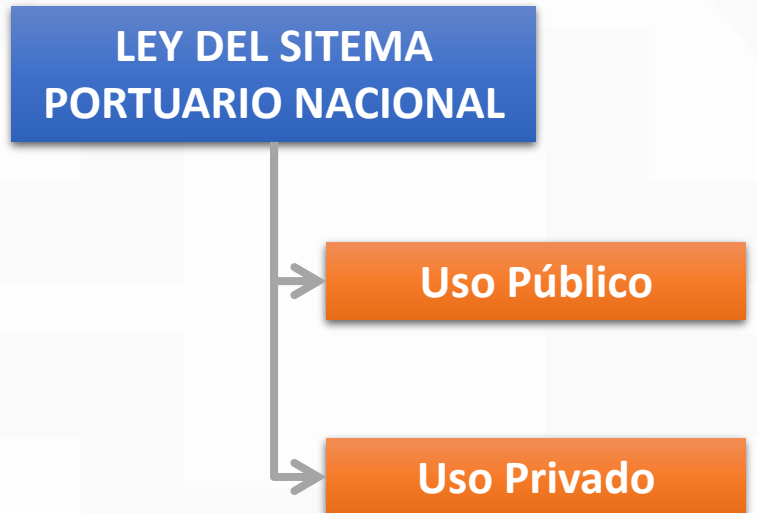 LEY DEL SITEMA
PORTUARIO NACIONAL
Uso Público
Uso Privado